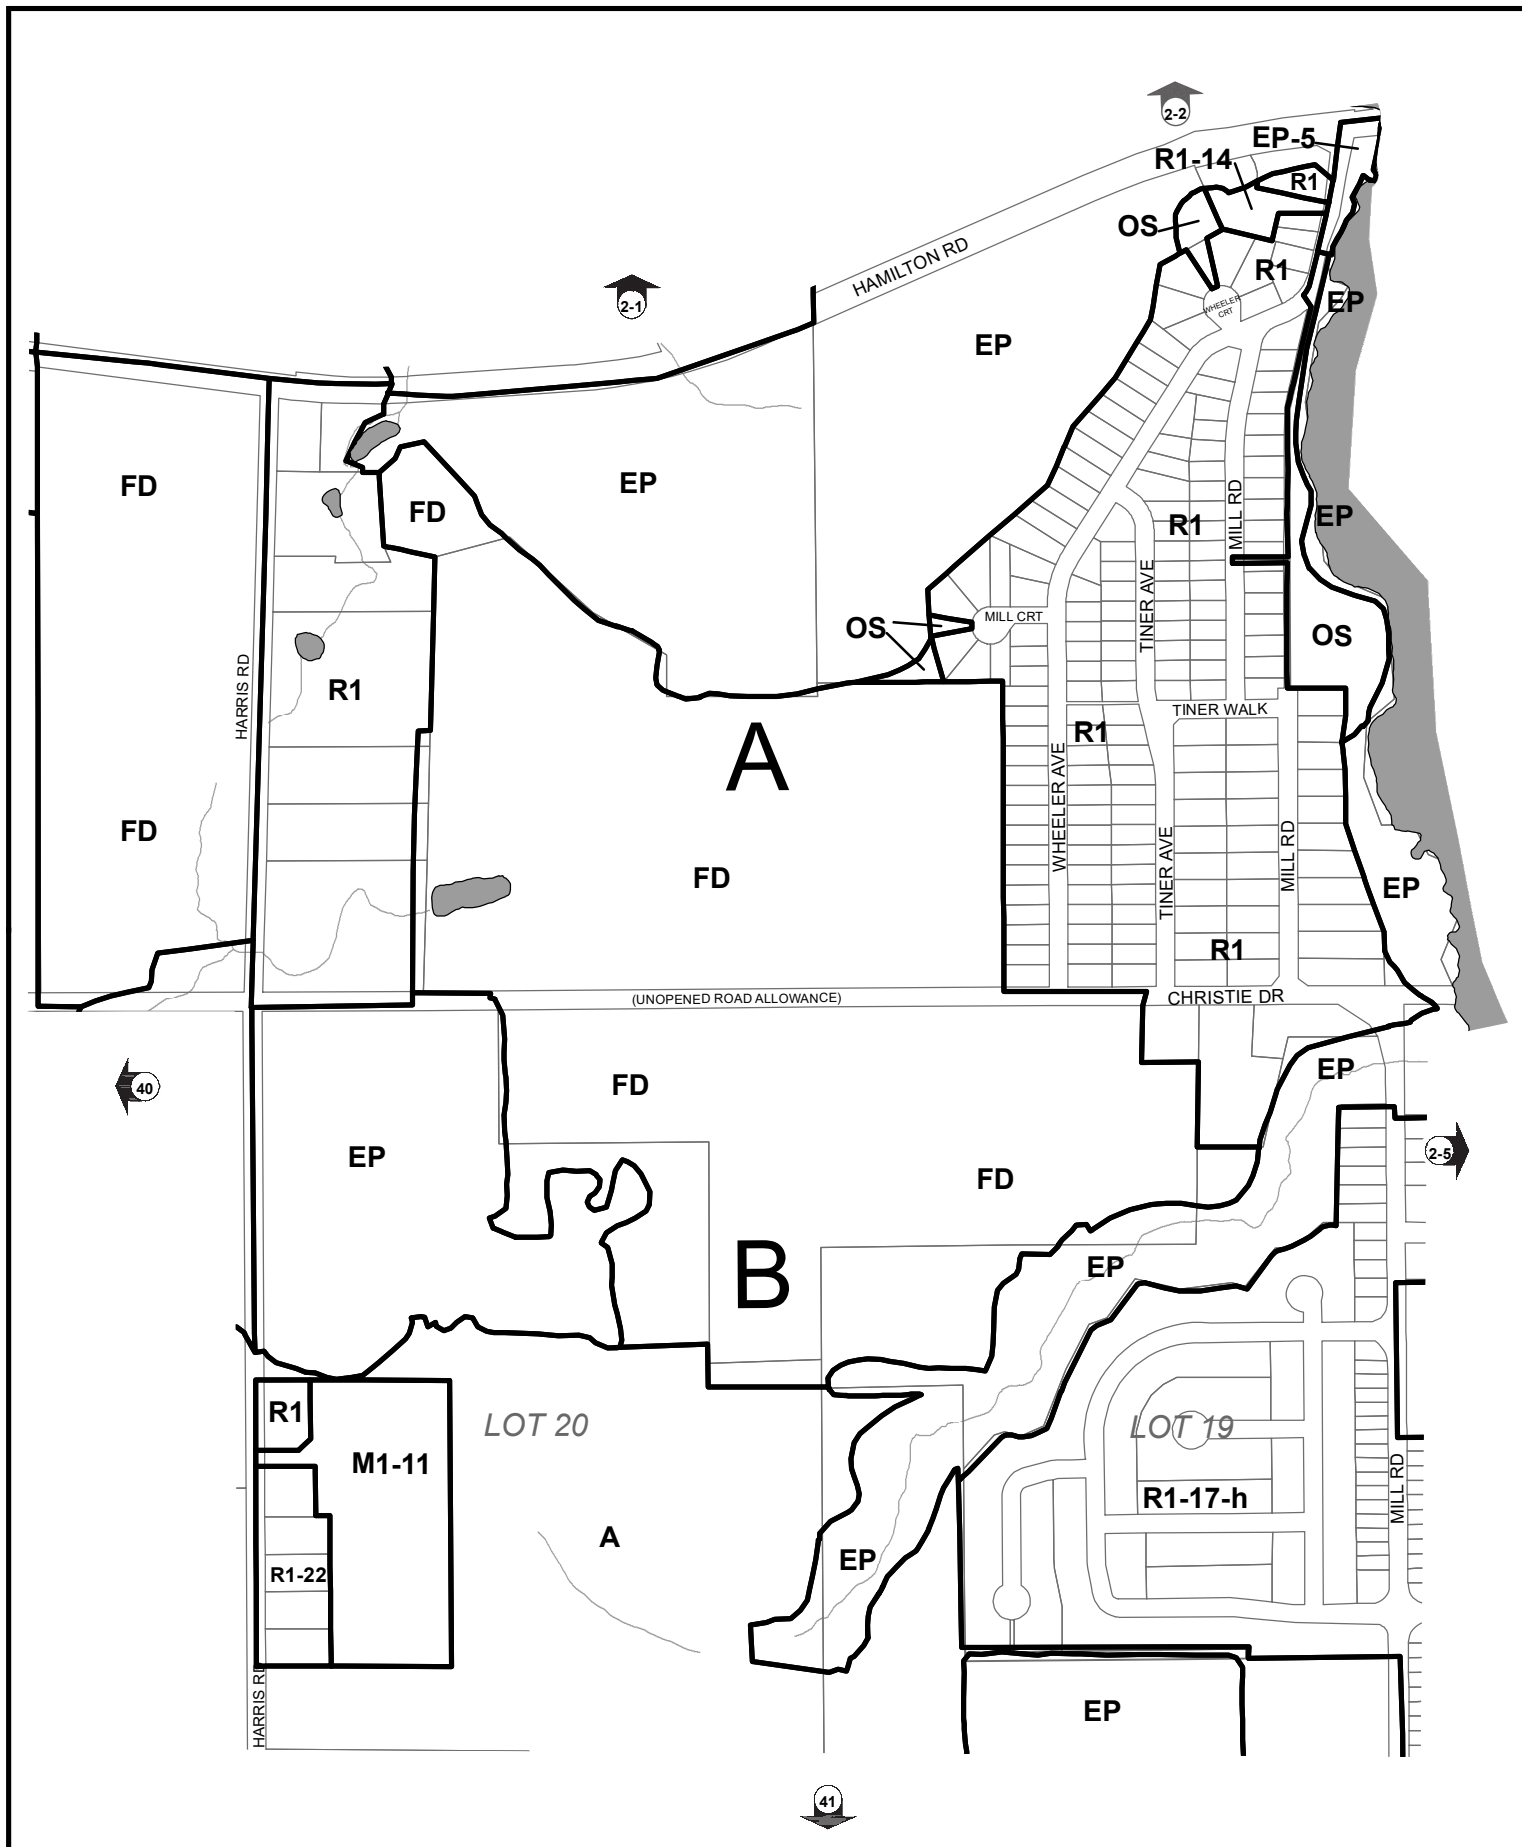 2-2
EP-5
R1-14
R1
OS
HAMILTON RD
R1
2-1
EP
WHEELER
CRT
EP
FD
EP
FD
MILL RD
EP
R1
TINER AVE
MILL CRT
OS
OS
HARRIS RD
R1
TINER WALK
R1
A
WHEELER AVE
FD
MILL RD
TINER AVE
FD
EP
R1
(UNOPENED ROAD ALLOWANCE)
CHRISTIE DR
EP
40
FD
EP
2-5
FD
EP
B
R1
LOT 20
LOT 19
M1-11
MILL RD
R1-17-h
A
EP
R1-22
HARRIS RD
EP
41